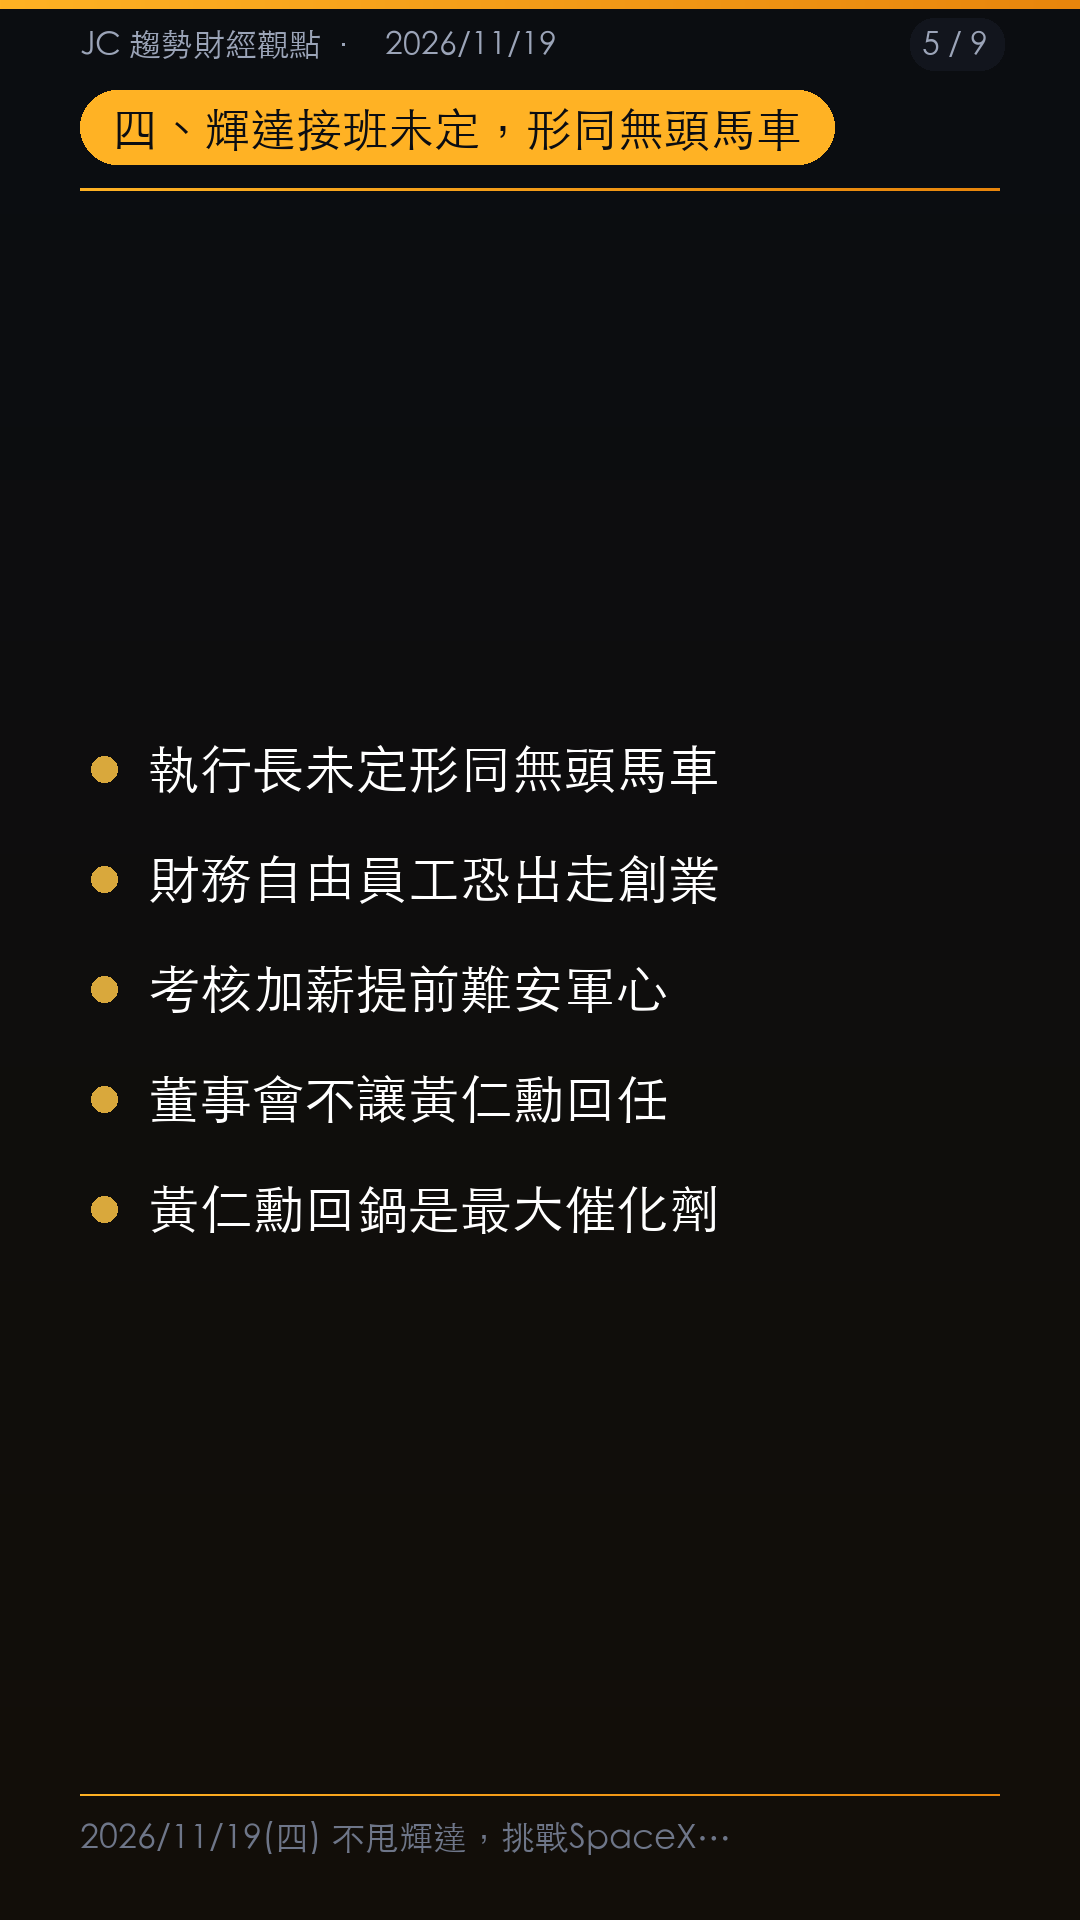 JC 趨勢財經觀點 · 2026/11/19
5 / 9
四、輝達接班未定，形同無頭馬車
執行長未定形同無頭馬車
財務自由員工恐出走創業
考核加薪提前難安軍心
董事會不讓黃仁勳回任
黃仁勳回鍋是最大催化劑
2026/11/19(四) 不甩輝達，挑戰SpaceX⋯